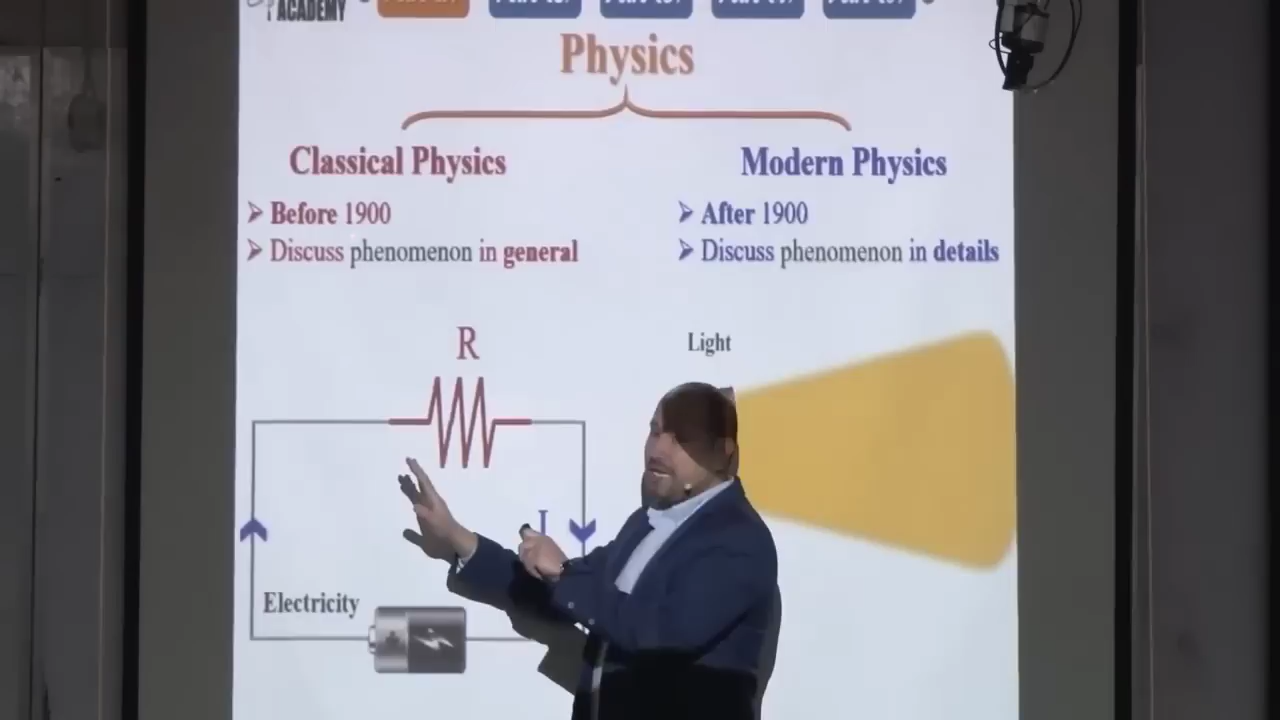 ACADEMY
Physics
Classical Physics
Before 1900
Discuss phenomenon in general
Modern Physics
After 1900
Discuss phenomenon in details
R
Light
I
Electricity